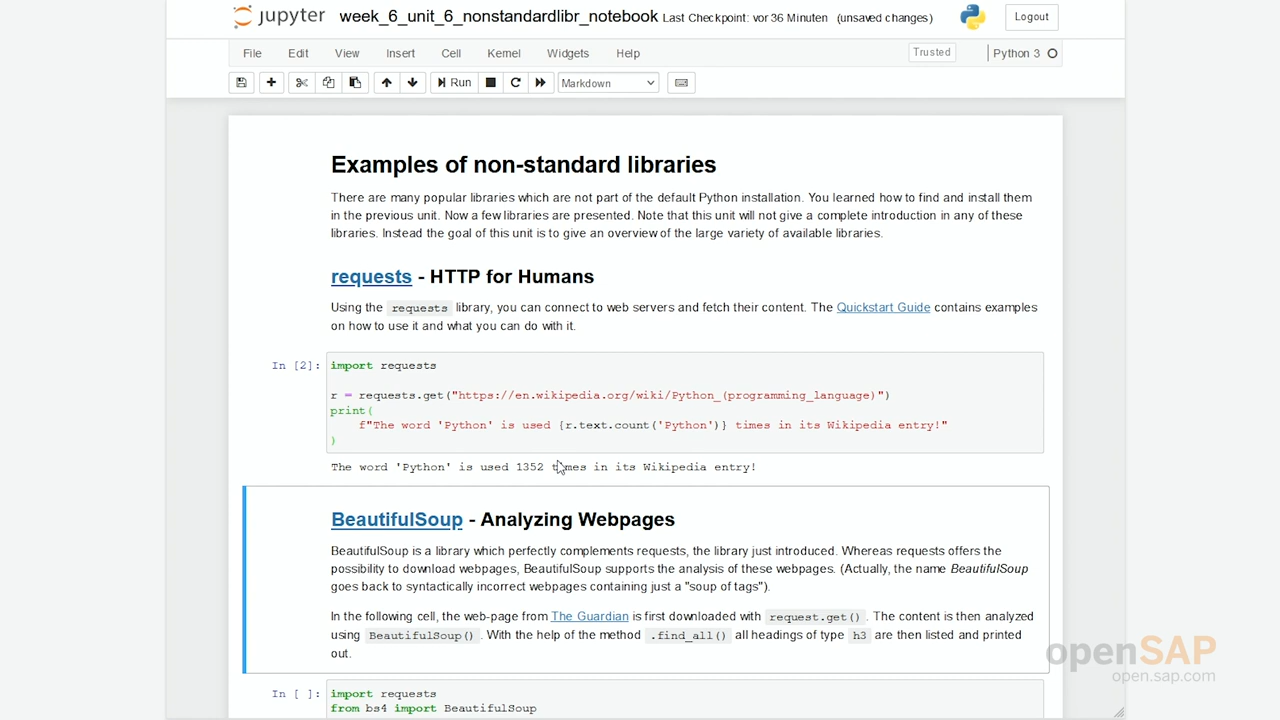 jupyter week_6_unit_6_nonstandardlibr_notebook Last Checkpoint: vor 36 Minuten (unsaved changes) Logout
File Edit View Insert Cell Kernel Widgets Help Trusted Python 3
Run Markdown
Examples of non-standard libraries
There are many popular libraries which are not part of the default Python installation. You learned how to find and install them
in the previous unit. Now a few libraries are presented. Note that this unit will not give a complete introduction in any of these
libraries. Instead the goal of this unit is to give an overview of the large variety of available libraries.
requests - HTTP for Humans
Using the requests library, you can connect to web servers and fetch their content. The Quickstart Guide contains examples
on how to use it and what you can do with it.
In [2]: import requests
r = requests.get("https://en.wikipedia.org/wiki/Python_(programming_language)")
print(
f"The word 'Python' is used {r.text.count('Python')} times in its Wikipedia entry!"
)
The word 'Python' is used 1352 times in its Wikipedia entry!
BeautifulSoup - Analyzing Webpages
BeautifulSoup is a library which perfectly complements requests, the library just introduced. Whereas requests offers the
possibility to download webpages, BeautifulSoup supports the analysis of these webpages. (Actually, the name BeautifulSoup
goes back to syntactically incorrect webpages containing just a "soup of tags").
In the following cell, the web-page from The Guardian is first downloaded with request.get(). The content is then analyzed
using BeautifulSoup(). With the help of the method .find_all() all headings of type h3 are then listed and printed
out.
In [ ]: import requests
from bs4 import BeautifulSoup
openSAP
open.sap.com